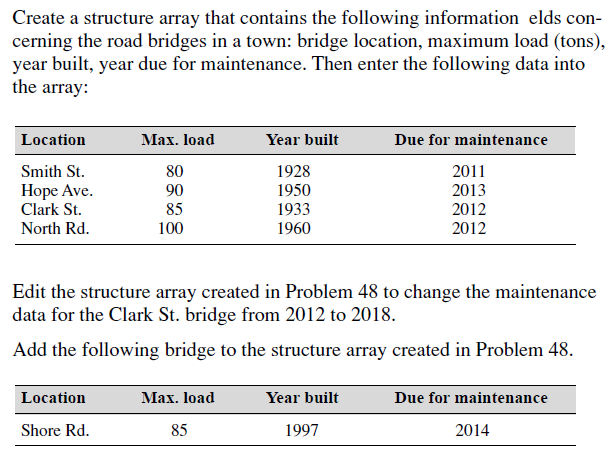 Create a structure array that contains the following information elds con-
cerning the road bridges in a town: bridge location, maximum load (tons),
year built, year due for maintenance. Then enter the following data into
the array:
Location Max. load Year built Due for maintenance
Smith St. 80 1928 2011
Hope Ave. 90 1950 2013
Clark St. 85 1933 2012
North Rd. 100 1960 2012
Edit the structure array created in Problem 48 to change the maintenance
data for the Clark St. bridge from 2012 to 2018.
Add the following bridge to the structure array created in Problem 48.
Location Max. load Year built Due for maintenance
Shore Rd. 85 1997 2014